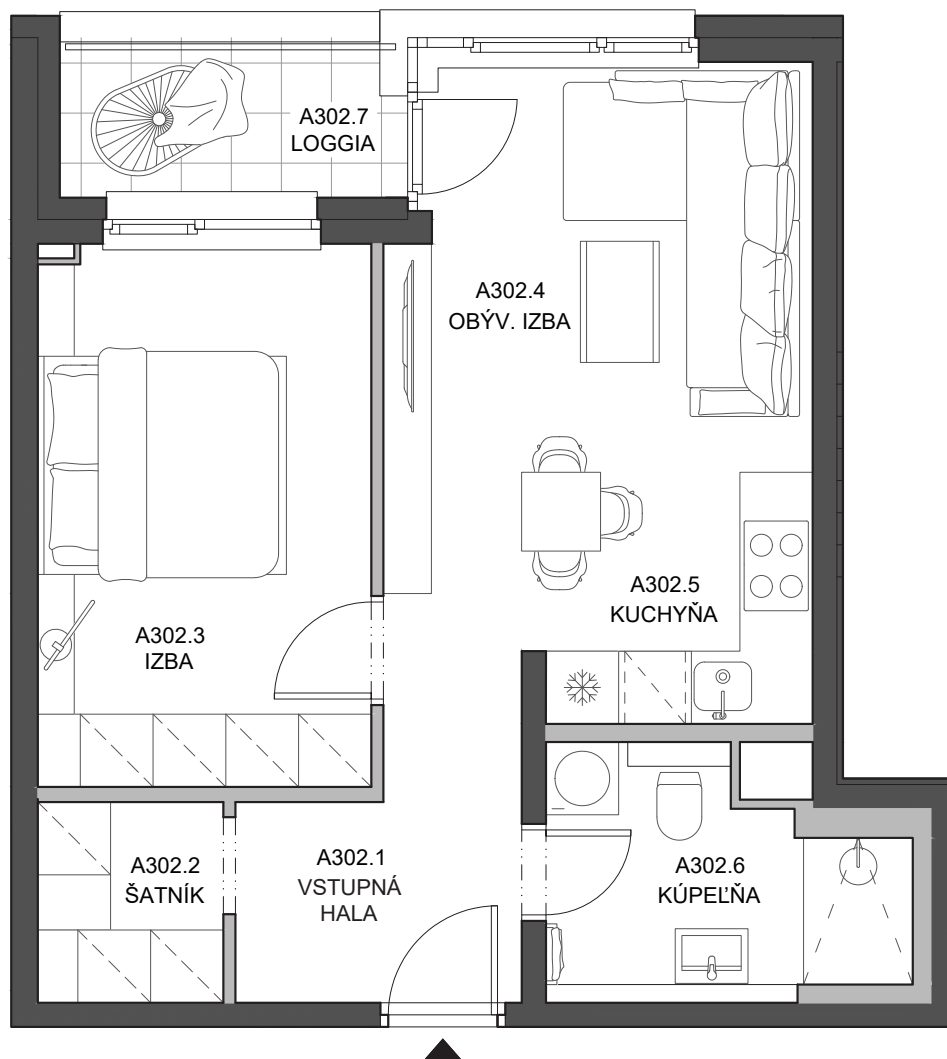 A302.7
LOGGIA
A302.4
OBÝV. IZBA
A302.5
KUCHYŇA
A302.3
IZBA
A302.2
ŠATNÍK
A302.1
VSTUPNÁ
HALA
A302.6
KÚPEĽŇA